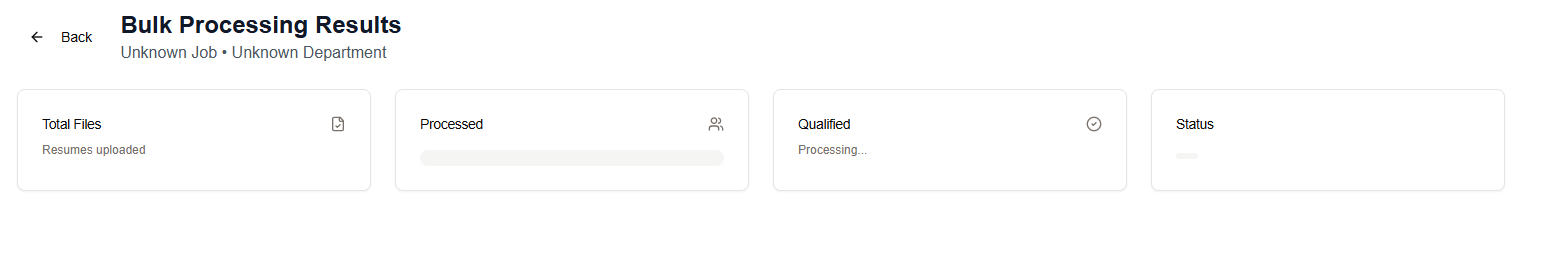 Back
Bulk Processing Results
Unknown Job • Unknown Department
Total Files
Resumes uploaded
Processed
Qualified
Processing...
Status